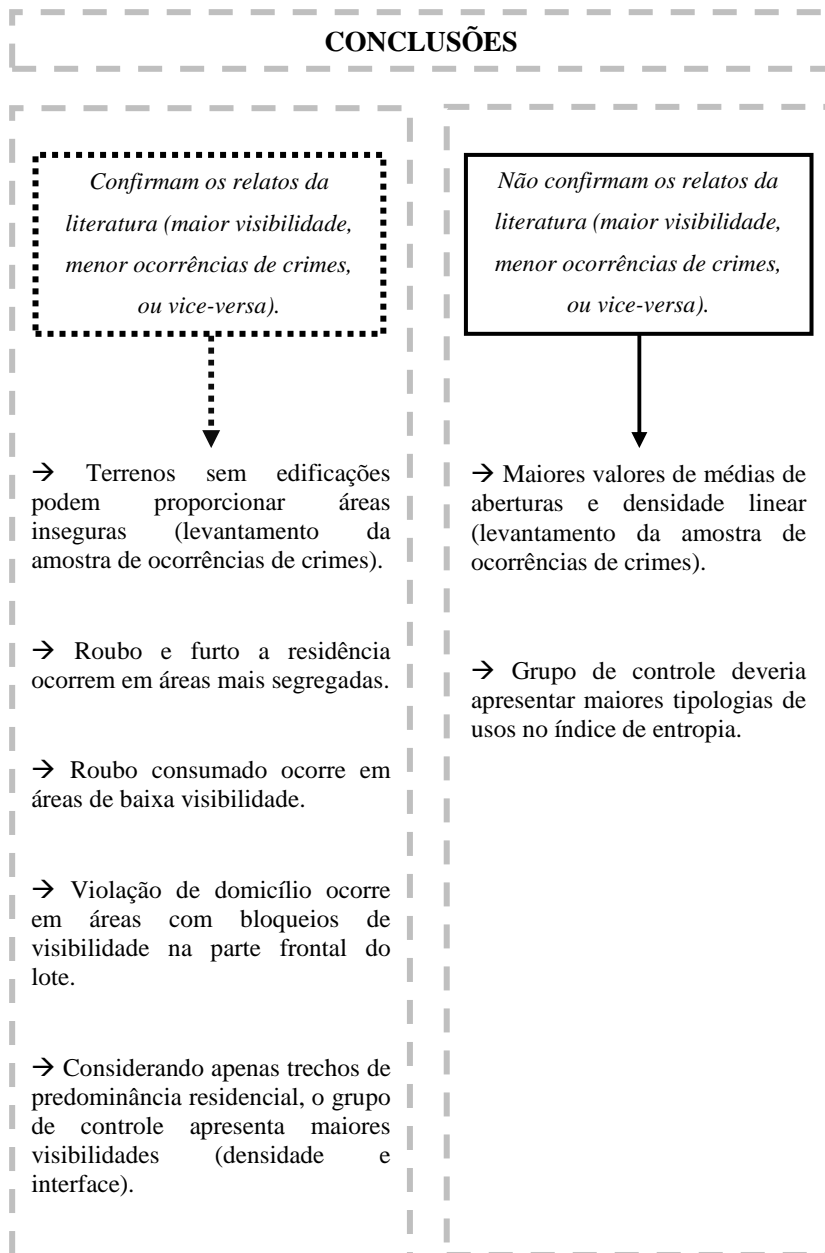 CONCLUSÕES
Confirmam os relatos da
literatura (maior visibilidade,
menor ocorrências de crimes,
ou vice-versa).
→ Terrenos sem edificações
podem proporcionar áreas
inseguras (levantamento da
amostra de ocorrências de crimes).
→ Roubo e furto a residência
ocorrem em áreas mais segregadas.
→ Roubo consumado ocorre em
áreas de baixa visibilidade.
→ Violação de domicílio ocorre
em áreas com bloqueios de
visibilidade na parte frontal do
lote.
→ Considerando apenas trechos de
predominância residencial, o grupo
de controle apresenta maiores
visibilidades (densidade e
interface).
Não confirmam os relatos da
literatura (maior visibilidade,
menor ocorrências de crimes,
ou vice-versa).
→ Maiores valores de médias de
aberturas e densidade linear
(levantamento da amostra de
ocorrências de crimes).
→ Grupo de controle deveria
apresentar maiores tipologias de
usos no índice de entropia.